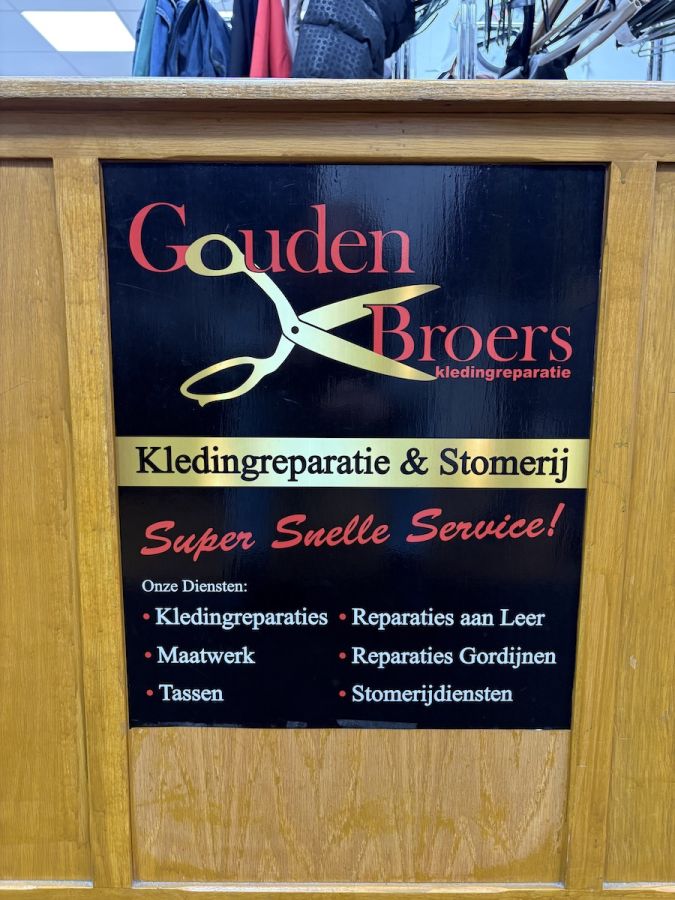 Gouden
Broers
kledingreparatie
Kledingreparatie & Stomerij
Super Snelle Service!
Onze Diensten:
• Kledingreparaties
• Maatwerk
• Tassen
• Reparaties aan Leer
• Reparaties Gordijnen
• Stomerijdiensten